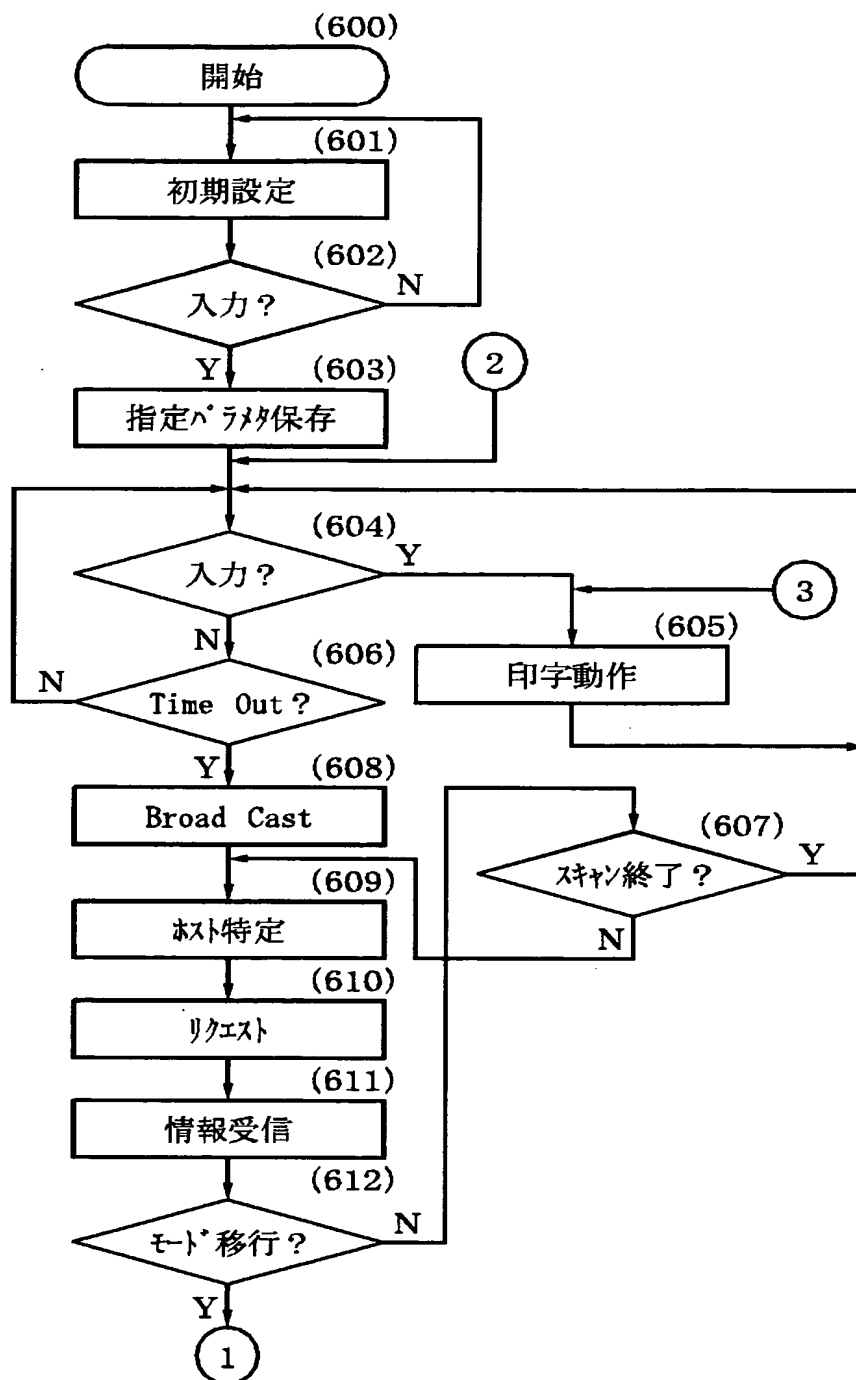 (600)
開始
(601)
初期設定
(602)
入力?
N
Y
(603)
2
指定ﾊﾟﾗﾒﾀ保存
(604)
入力?
Y
3
N
(605)
(606)
印字動作
N
Time Out?
Y
(608)
Broad Cast
(607)
スキャン終了?
Y
(609)
N
ﾎｽﾄ特定
(610)
リクエスト
(611)
情報受信
(612)
ﾓｰﾄﾞ移行?
N
Y
1